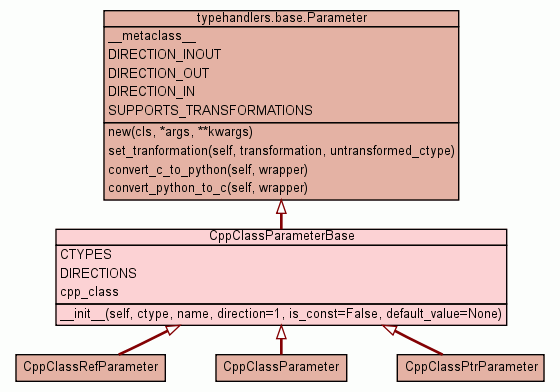 typehandlers.base.Parameter
__metaclass__
DIRECTION_INOUT
DIRECTION_OUT
DIRECTION_IN
SUPPORTS_TRANSFORMATIONS
new(cls, *args, **kwargs)
set_tranformation(self, transformation, untransformed_ctype)
convert_c_to_python(self, wrapper)
convert_python_to_c(self, wrapper)
CppClassParameterBase
CTYPES
DIRECTIONS
cpp_class
__init__(self, ctype, name, direction=1, is_const=False, default_value=None)
CppClassRefParameter
CppClassParameter
CppClassPtrParameter